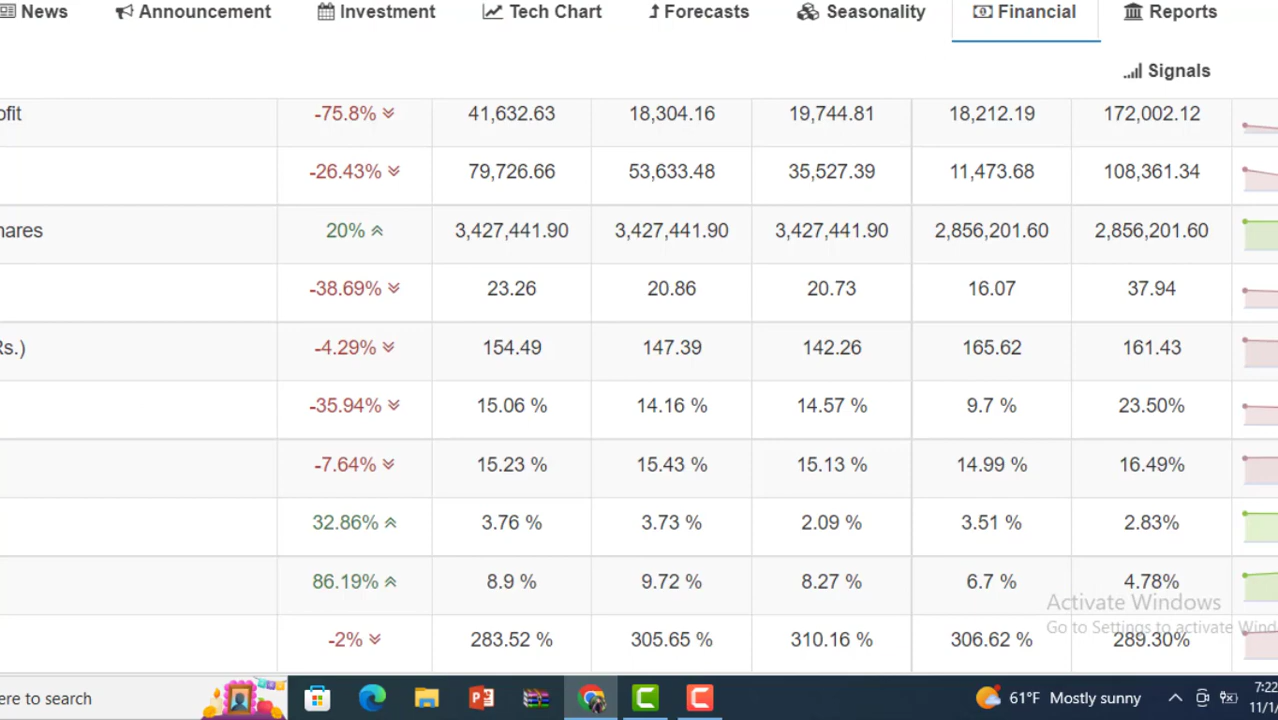 News Announcement Investment Tech Chart Forecasts Seasonality Financial Reports
Signals
ofit -75.8% 41,632.63 18,304.16 19,744.81 18,212.19 172,002.12
-26.43% 79,726.66 53,633.48 35,527.39 11,473.68 108,361.34
hares 20% 3,427,441.90 3,427,441.90 3,427,441.90 2,856,201.60 2,856,201.60
-38.69% 23.26 20.86 20.73 16.07 37.94
Rs.) -4.29% 154.49 147.39 142.26 165.62 161.43
-35.94% 15.06 % 14.16 % 14.57 % 9.7 % 23.50%
-7.64% 15.23 % 15.43 % 15.13 % 14.99 % 16.49%
32.86% 3.76 % 3.73 % 2.09 % 3.51 % 2.83%
86.19% 8.9 % 9.72 % 8.27 % 6.7 % 4.78%
Activate Windows
Go to Settings to activate Wind
-2% 283.52 % 305.65 % 310.16 % 306.62 % 289.30%
ere to search 61°F Mostly sunny 7:22
11/1